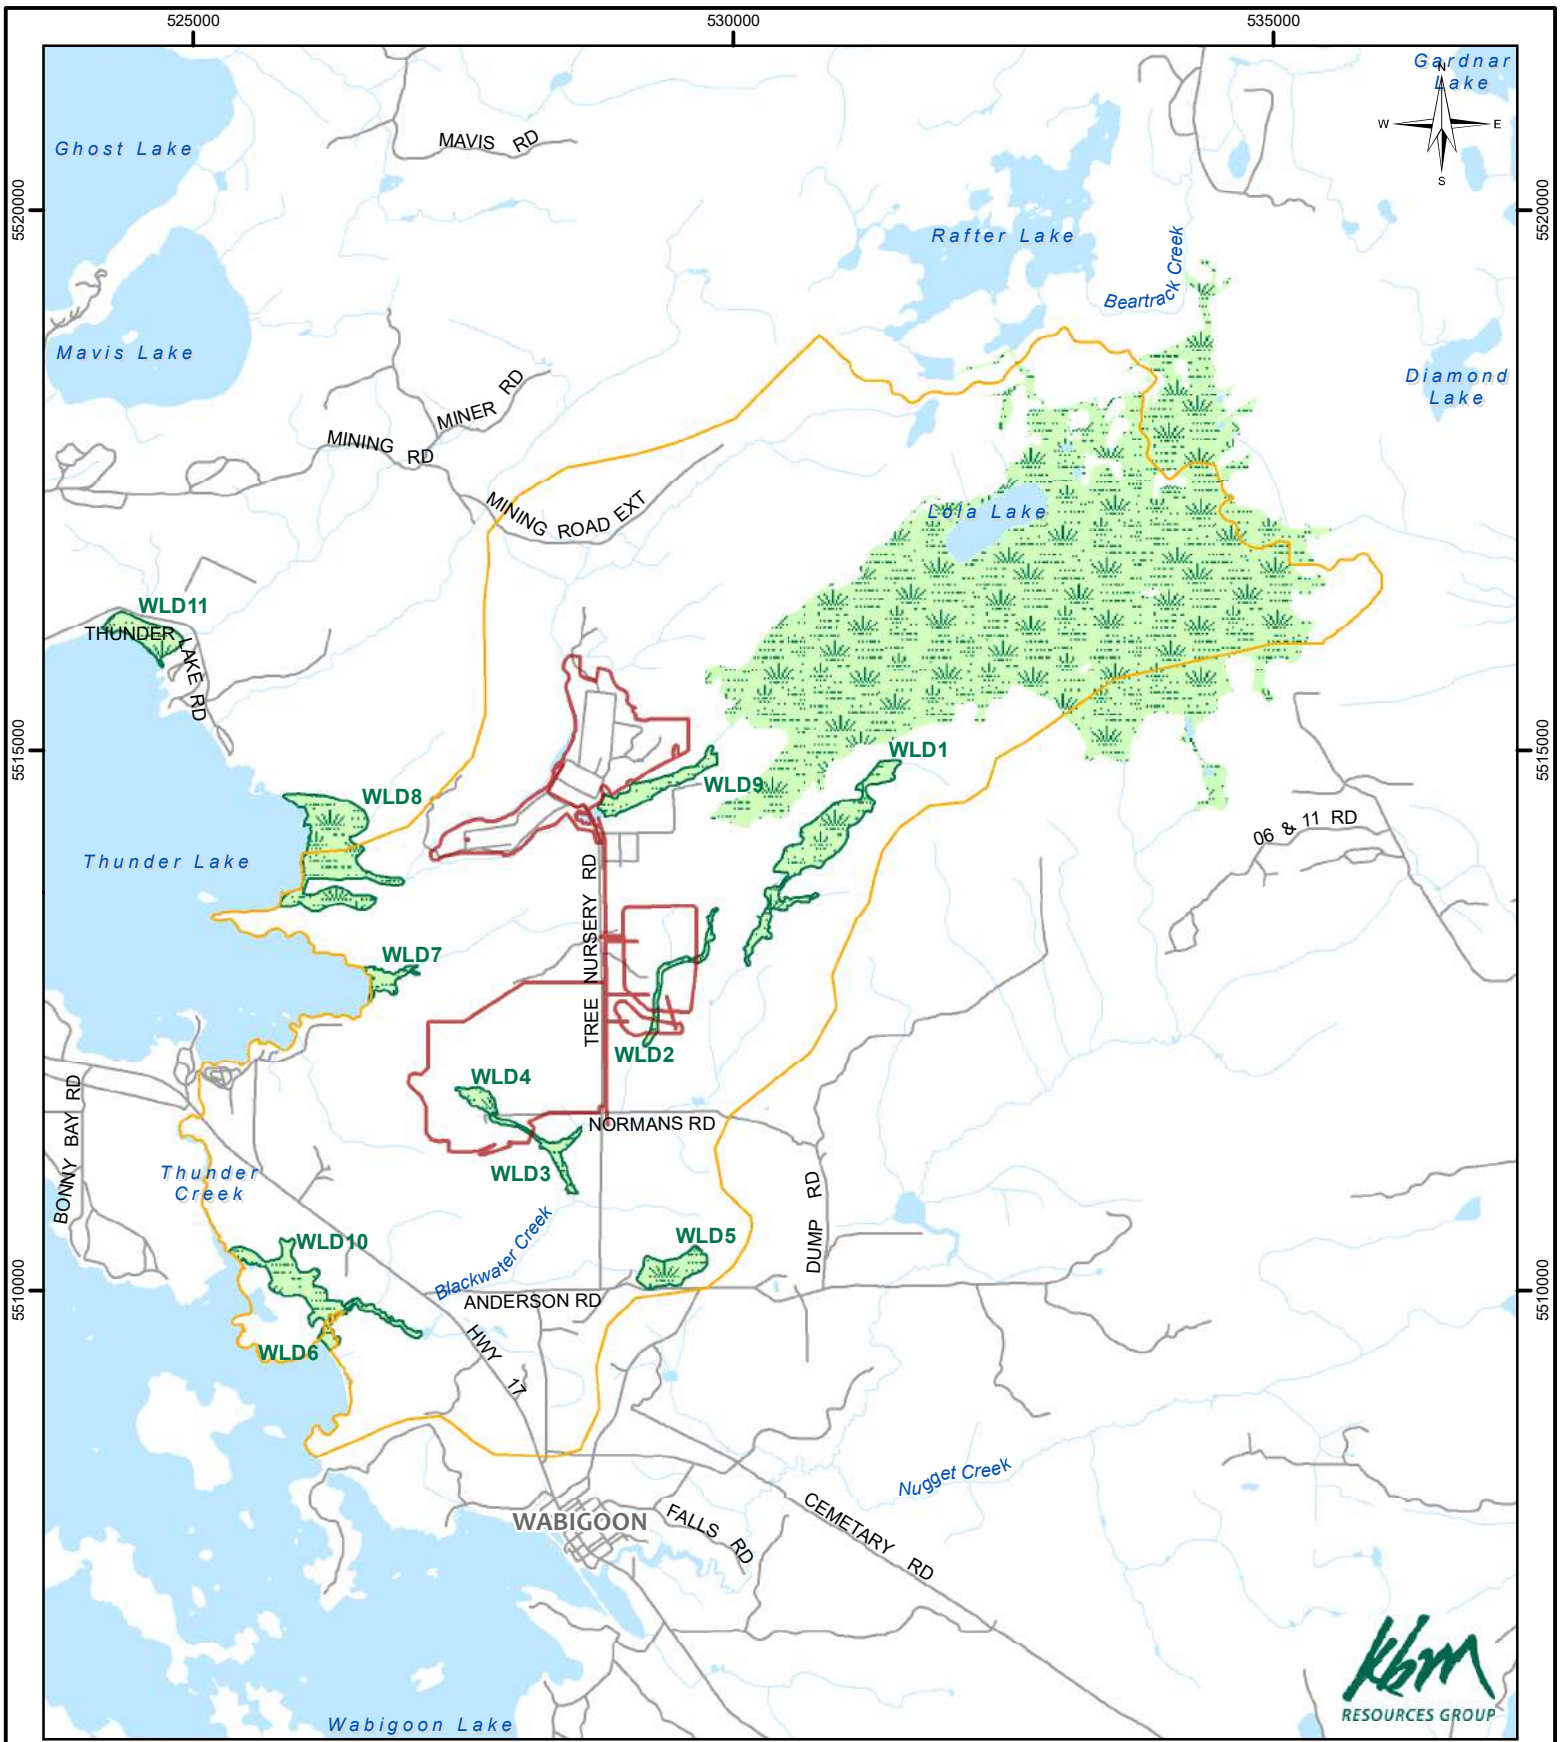 525000
530000
535000
Gardnar
Lake
N
W
E
S
Ghost Lake
MAVIS RD
5520000
5520000
Rafter Lake
Beartrack Creek
Mavis Lake
Diamond
Lake
MINER RD
MINING RD
MINING ROAD EXT
Lola Lake
WLD11
THUNDER LAKE RD
5515000
5515000
WLD1
WLD9
WLD8
06 & 11 RD
Thunder Lake
TREE NURSERY RD
WLD7
WLD2
WLD4
NORMANS RD
BONNY BAY RD
Thunder
Creek
WLD3
DUMP RD
WLD5
WLD10
Blackwater Creek
5510000
5510000
ANDERSON RD
HWY 17
WLD6
Nugget Creek
CEMETARY RD
FALLS RD
WABIGOON
kbm
RESOURCES GROUP
Wabigoon Lake